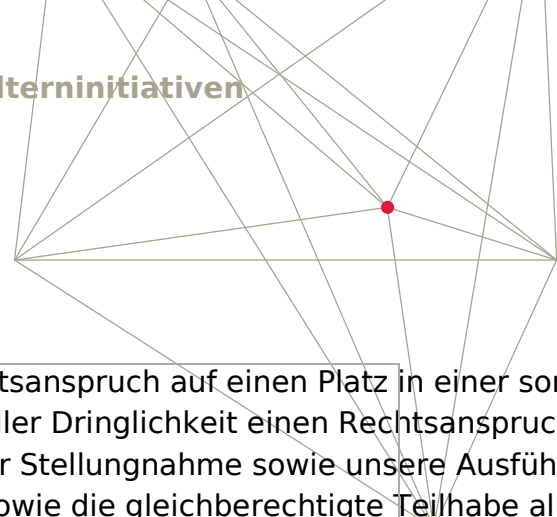 lterninitiativen
tsanspruch auf einen Platz in einer so
ller Dringlichkeit einen Rechtsanspruc
r Stellungnahme sowie unsere Ausfüh
owie die gleichberechtigte Teilhabe al